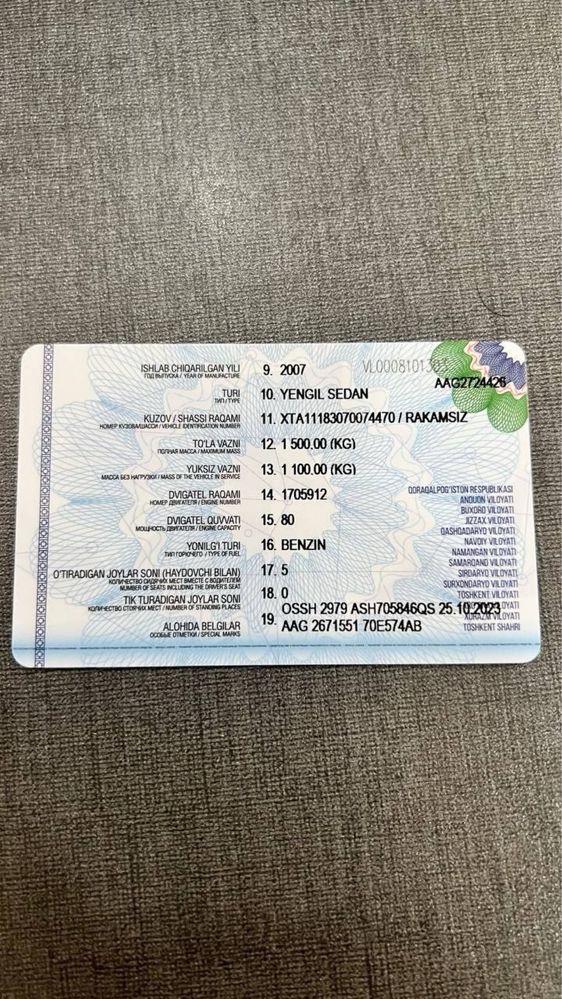 ISHLAB CHIQARILGAN YILI 9. 2007 VL0008101363
ГОД ВЫПУСКА / YEAR OF MANUFACTURE
AAG2724426
TURI 10. YENGIL SEDAN
ТИП / TYPE
KUZOV / SHASSI RAQAMI 11. XTA11183070074470 / RAKAMSIZ
НОМЕР КУЗОВА/ШАССИ / VEHICLE IDENTIFICATION NUMBER
TO'LA VAZNI 12. 1 500,00 (KG)
ПОЛНАЯ МАССА / MAXIMUM MASS
YUKSIZ VAZNI 13. 1 100.00 (KG)
МАССА БЕЗ НАГРУЗКИ / MASS OF THE VEHICLE IN SERVICE
DVIGATEL RAQAMI 14. 1705912
НОМЕР ДВИГАТЕЛЯ / ENGINE NUMBER
DVIGATEL QUVVATI 15. 80
МОЩНОСТЬ ДВИГАТЕЛЯ / ENGINE CAPACITY
YONILG'I TURI 16. BENZIN
ТИП ГОРЮЧЕГО / TYPE OF FUEL
O'TIRADIGAN JOYLAR SONI (HAYDOVCHI BILAN) 17. 5
КОЛИЧЕСТВО СИДЯЧИХ МЕСТ ВМЕСТЕ С ВОДИТЕЛЕМ
NUMBER OF SEATS INCLUDING THE DRIVER'S SEAT
TIK TURADIGAN JOYLAR SONI 18. 0
КОЛИЧЕСТВО СТОЯЧИХ МЕСТ / NUMBER OF STANDING PLACES
OSSH 2979 ASH705846QS 25.10.2023
ALOHIDA BELGILAR 19. AAG 2671551 70E574AB
ОСОБЫЕ ОТМЕТКИ / SPECIAL MARKS
QORAQALPOG'ISTON RESPUBLIKASI
ANDIJON VILOYATI
BUXORO VILOYATI
JIZZAX VILOYATI
QASHQADARYO VILOYATI
NAVOIY VILOYATI
NAMANGAN VILOYATI
SAMARQAND VILOYATI
SIRDARYO VILOYATI
SURXONDARYO VILOYATI
TOSHKENT VILOYATI
VILOYATI
XORAZM VILOYATI
TOSHKENT SHAHRI